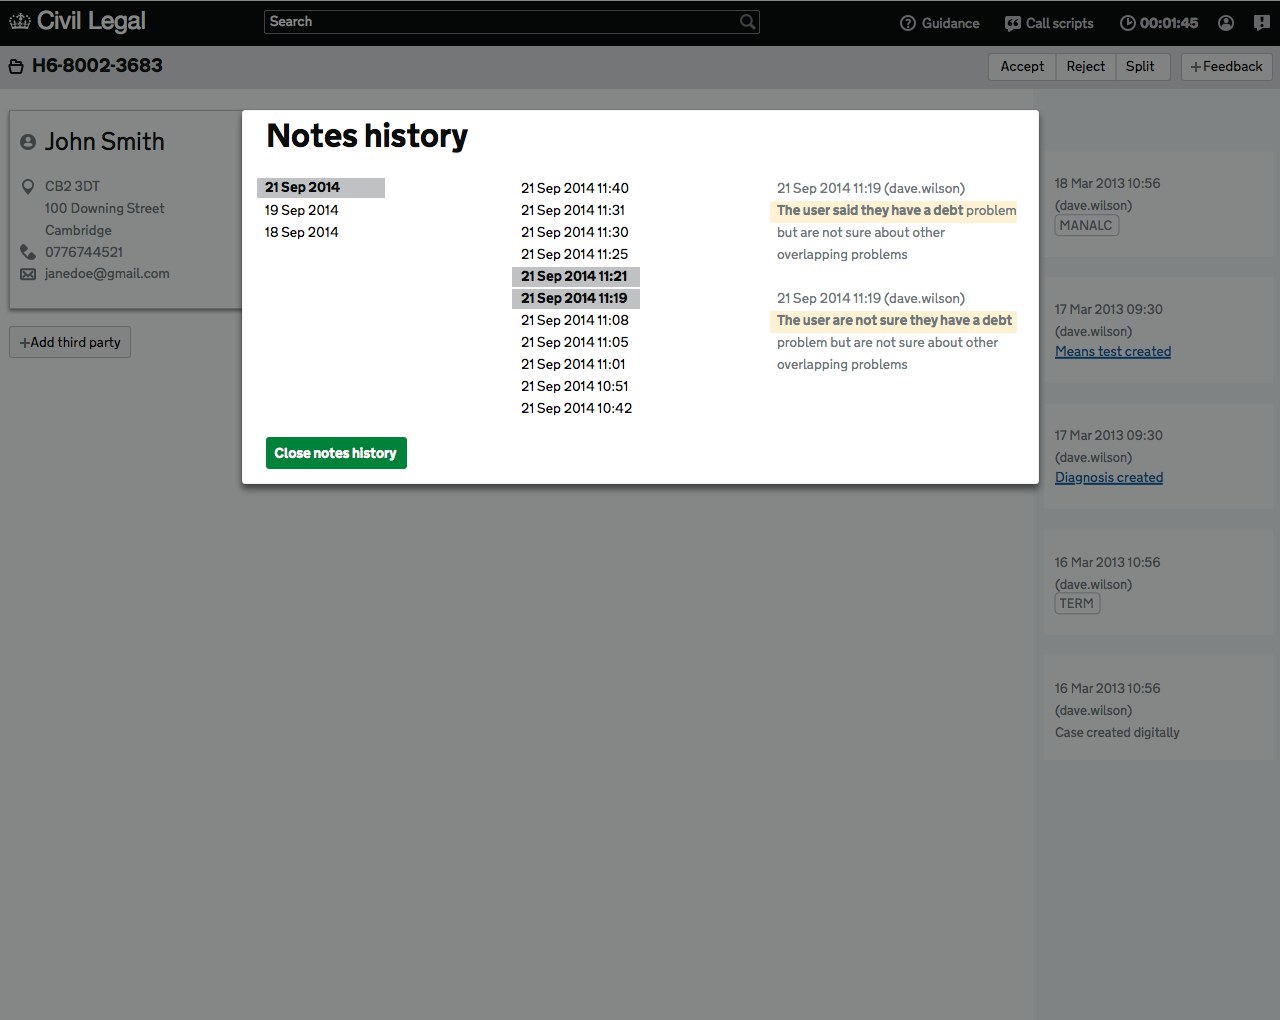 Civil Legal
Search
Guidance
Call scripts
00:01:45
H6-8002-3683
Accept
Reject
Split
+Feedback
John Smith
CB2 3DT
100 Downing Street
Cambridge
0776744521
janedoe@gmail.com
+Add third party
Notes history
21 Sep 2014
19 Sep 2014
18 Sep 2014
21 Sep 2014 11:40
21 Sep 2014 11:31
21 Sep 2014 11:30
21 Sep 2014 11:25
21 Sep 2014 11:21
21 Sep 2014 11:19
21 Sep 2014 11:08
21 Sep 2014 11:05
21 Sep 2014 11:01
21 Sep 2014 10:51
21 Sep 2014 10:42
21 Sep 2014 11:19 (dave.wilson)
The user said they have a debt problem
but are not sure about other
overlapping problems
21 Sep 2014 11:19 (dave.wilson)
The user are not sure they have a debt
problem but are not sure about other
overlapping problems
Close notes history
18 Mar 2013 10:56
(dave.wilson)
MANALC
17 Mar 2013 09:30
(dave.wilson)
Means test created
17 Mar 2013 09:30
(dave.wilson)
Diagnosis created
16 Mar 2013 10:56
(dave.wilson)
TERM
16 Mar 2013 10:56
(dave.wilson)
Case created digitally